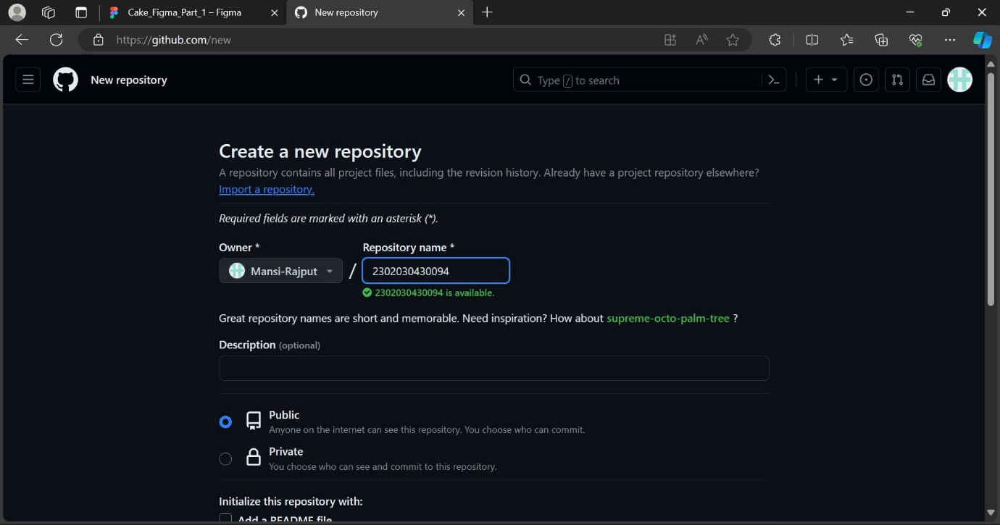 Cake_Figma_Part_1 – Figma
New repository
https://github.com/new
New repository
Type / to search
Create a new repository
A repository contains all project files, including the revision history. Already have a project repository elsewhere?
Import a repository.
Required fields are marked with an asterisk (*).
Owner *
Repository name *
Mansi-Rajput / 2302030430094
2302030430094 is available.
Great repository names are short and memorable. Need inspiration? How about supreme-octo-palm-tree ?
Description (optional)
Public
Anyone on the internet can see this repository. You choose who can commit.
Private
You choose who can see and commit to this repository.
Initialize this repository with:
Add a README file